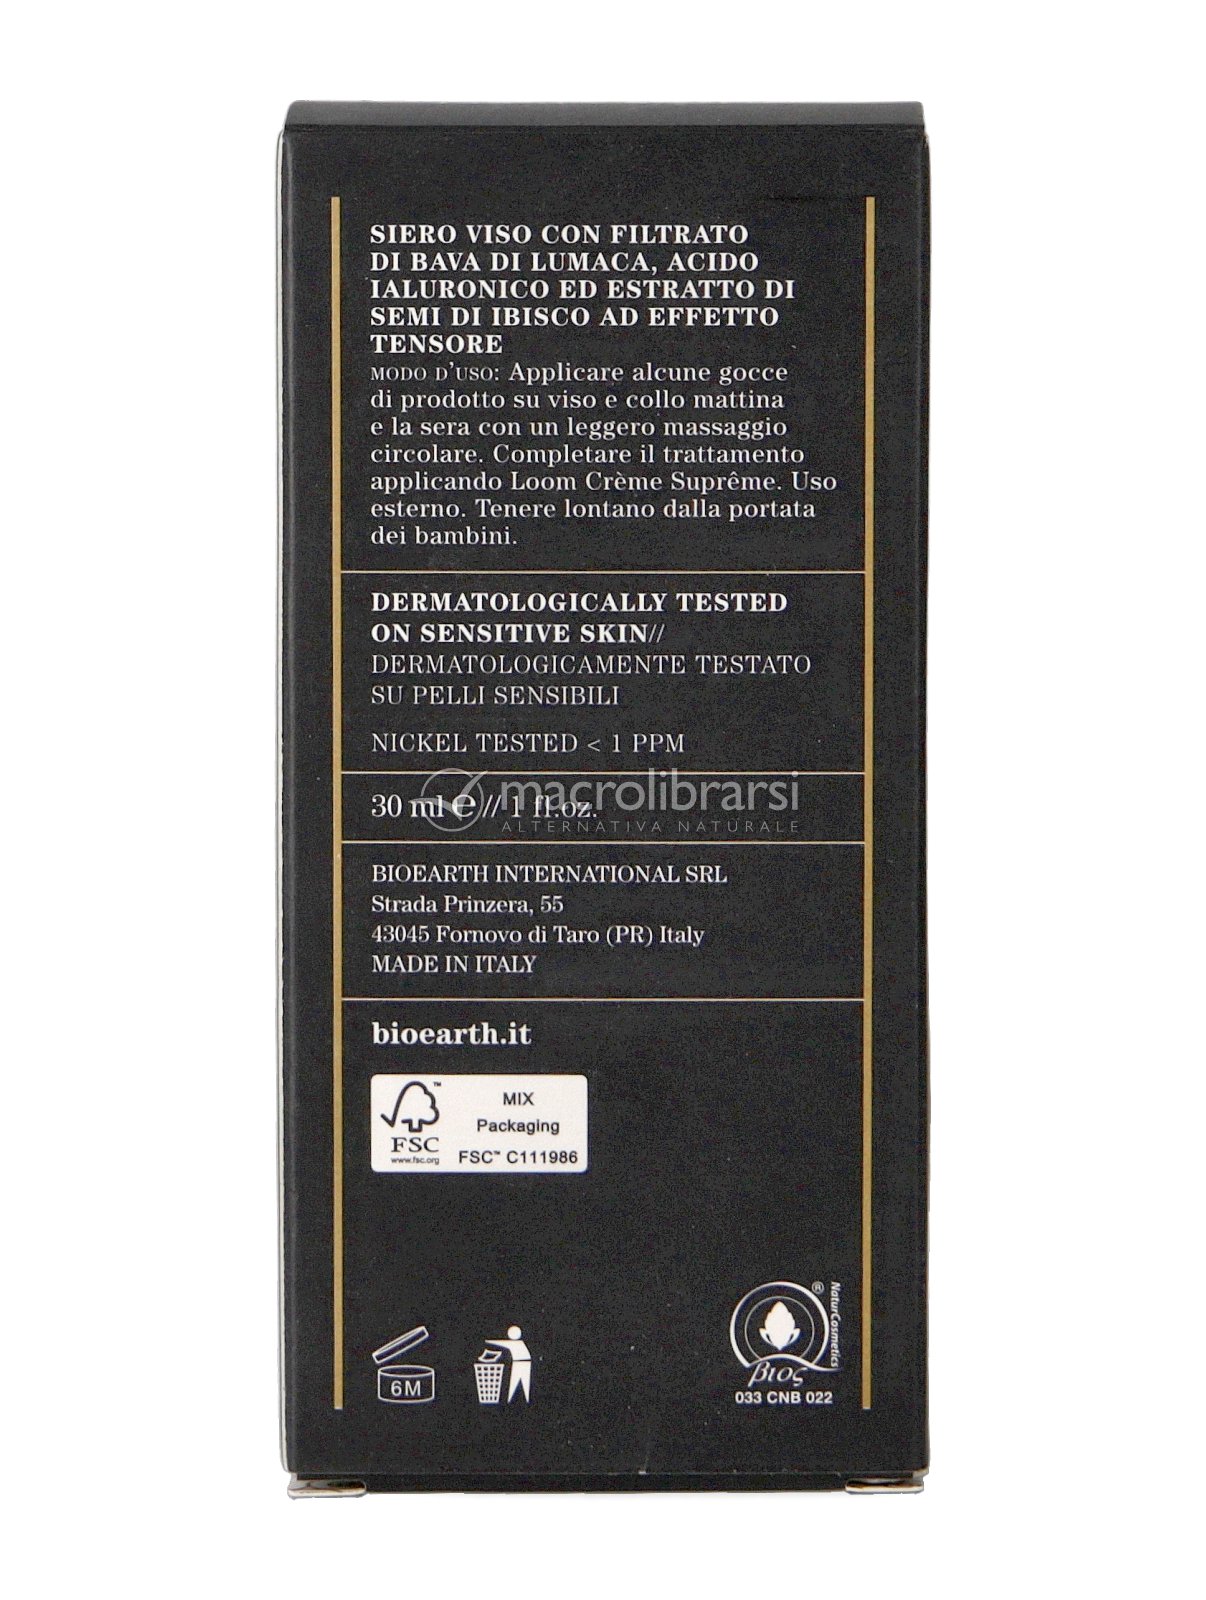 SIERO VISO CON FILTRATO
DI BAVA DI LUMACA, ACIDO
IALURONICO ED ESTRATTO DI
SEMI DI IBISCO AD EFFETTO
TENSORE
MODO D'USO: Applicare alcune gocce
di prodotto su viso e collo mattina
e la sera con un leggero massaggio
circolare. Completare il trattamento
applicando Loom Crème Suprême. Uso
esterno. Tenere lontano dalla portata
dei bambini.
DERMATOLOGICALLY TESTED
ON SENSITIVE SKIN//
DERMATOLOGICAMENTE TESTATO
SU PELLI SENSIBILI
NICKEL TESTED < 1 PPM
macrolibrarsi
ALTERNATIVA NATURALE
30 ml ℮ // 1 fl.oz.
BIOEARTH INTERNATIONAL SRL
Strada Prinzera, 55
43045 Fornovo di Taro (PR) Italy
MADE IN ITALY
bioearth.it
FSC™
www.fsc.org
MIX
Packaging
FSC™ C111986
6M
NaturCosmetics ®
βιος
033 CNB 022